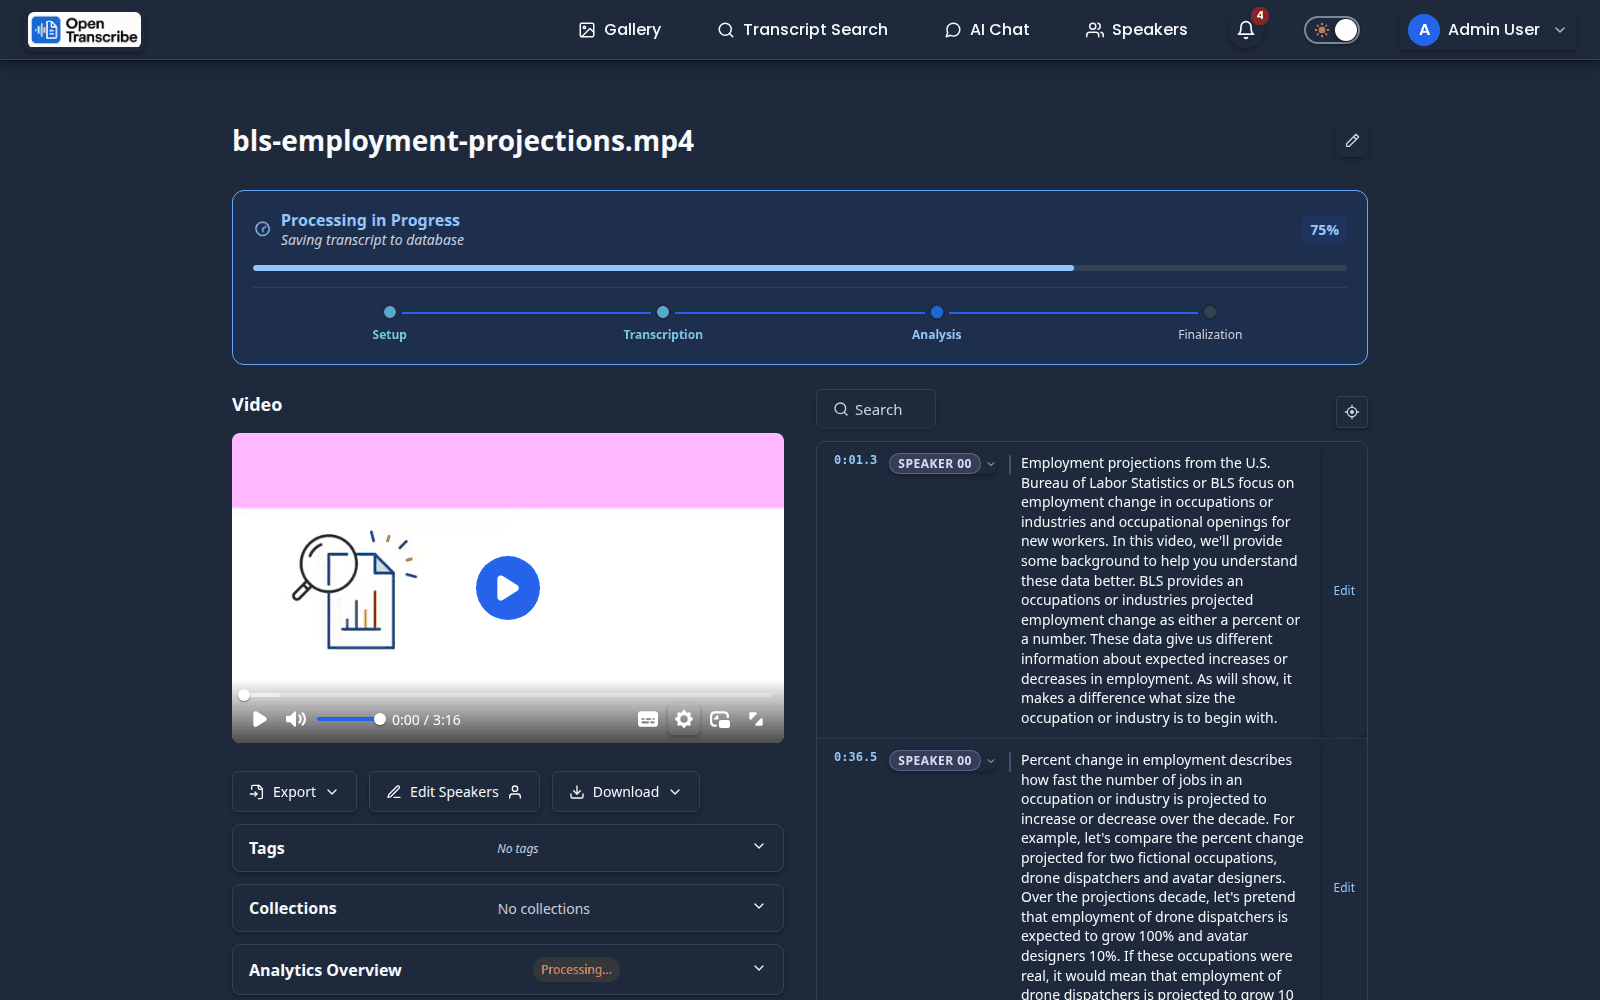 Open
Transcribe
Gallery
Transcript Search
AI Chat
Speakers
4
A
Admin User
bls-employment-projections.mp4
Processing in Progress
Saving transcript to database
75%
Setup
Transcription
Analysis
Finalization
Video
0:00 / 3:16
Export
Edit Speakers
Download
Tags
No tags
Collections
No collections
Analytics Overview
Processing...
Search
0:01.3
SPEAKER 00
Employment projections from the U.S.
Bureau of Labor Statistics or BLS focus on
employment change in occupations or
industries and occupational openings for
new workers. In this video, we'll provide
some background to help you understand
these data better. BLS provides an
occupations or industries projected
employment change as either a percent or
a number. These data give us different
information about expected increases or
decreases in employment. As will show, it
makes a difference what size the
occupation or industry is to begin with.
Edit
0:36.5
SPEAKER 00
Percent change in employment describes
how fast the number of jobs in an
occupation or industry is projected to
increase or decrease over the decade. For
example, let's compare the percent change
projected for two fictional occupations,
drone dispatchers and avatar designers.
Over the projections decade, let's pretend
that employment of drone dispatchers is
expected to grow 100% and avatar
designers 10%. If these occupations were
real, it would mean that employment of
drone dispatchers is projected to grow 10
Edit